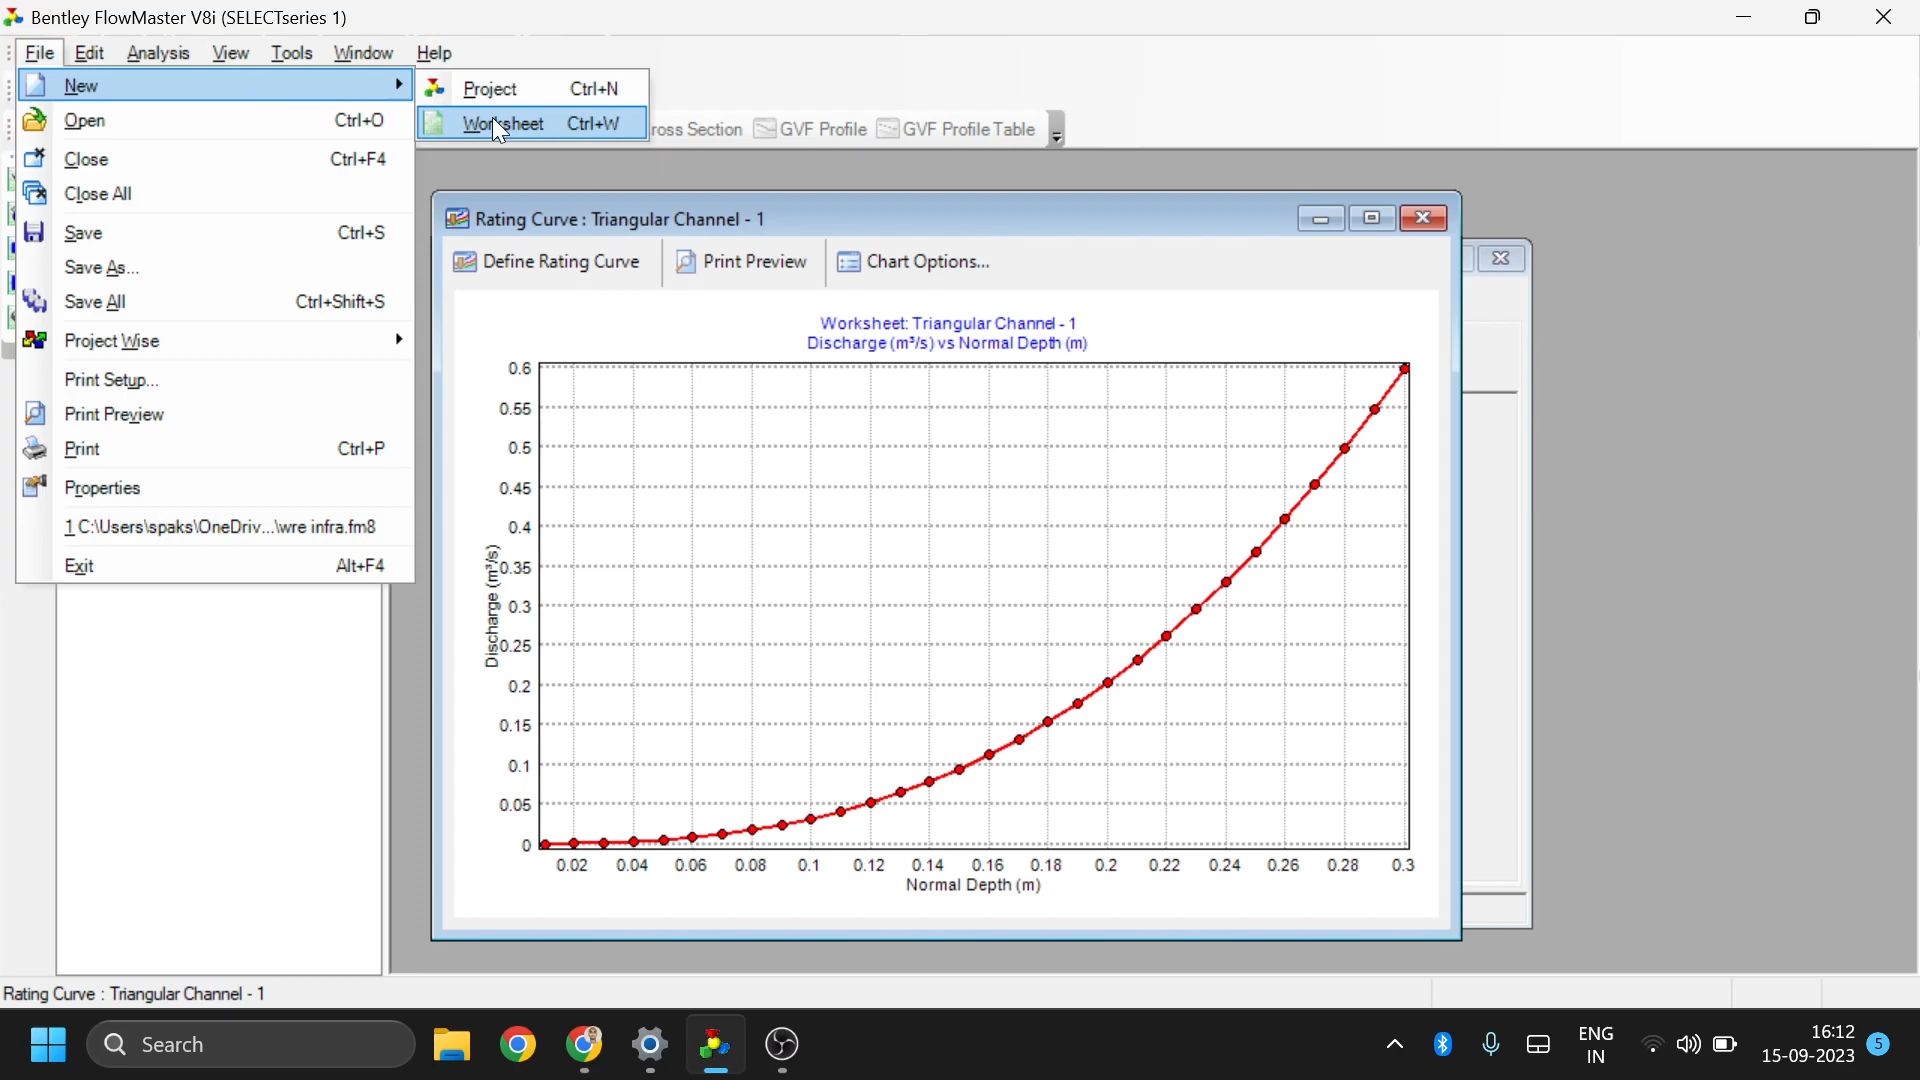 Bentley FlowMaster V8i (SELECTseries 1)
File Edit Analysis View Tools Window Help
New
Project Ctrl+N
Worksheet Ctrl+W
Open Ctrl+O
Close Ctrl+F4
Close All
Save Ctrl+S
Save As...
Save All Ctrl+Shift+S
Project Wise
Print Setup...
Print Preview
Print Ctrl+P
Properties
1 C:\Users\spaks\OneDriv...\wre infra.fm8
Exit Alt+F4
ross Section GVF Profile GVF Profile Table
Rating Curve : Triangular Channel - 1
Define Rating Curve Print Preview Chart Options...
Worksheet: Triangular Channel - 1
Discharge (m³/s) vs Normal Depth (m)
0.6
0.55
0.5
0.45
0.4
0.35
0.3
0.25
0.2
0.15
0.1
0.05
0
Discharge (m³/s)
0.02 0.04 0.06 0.08 0.1 0.12 0.14 0.16 0.18 0.2 0.22 0.24 0.26 0.28 0.3
Normal Depth (m)
Rating Curve : Triangular Channel - 1
Search
ENG
IN
16:12
15-09-2023
5